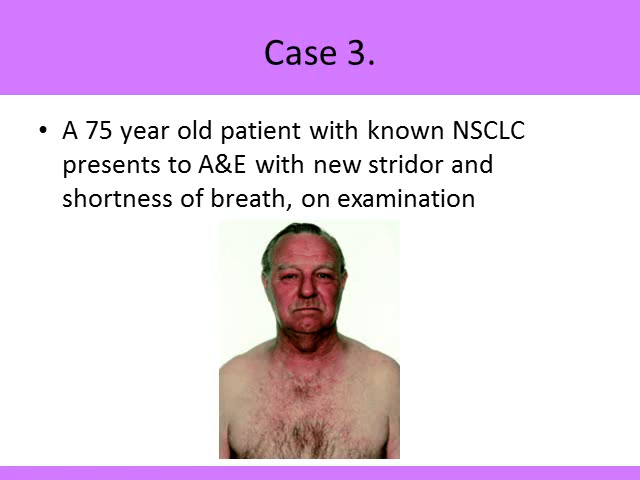 Case 3.
• A 75 year old patient with known NSCLC
presents to A&E with new stridor and
shortness of breath, on examination